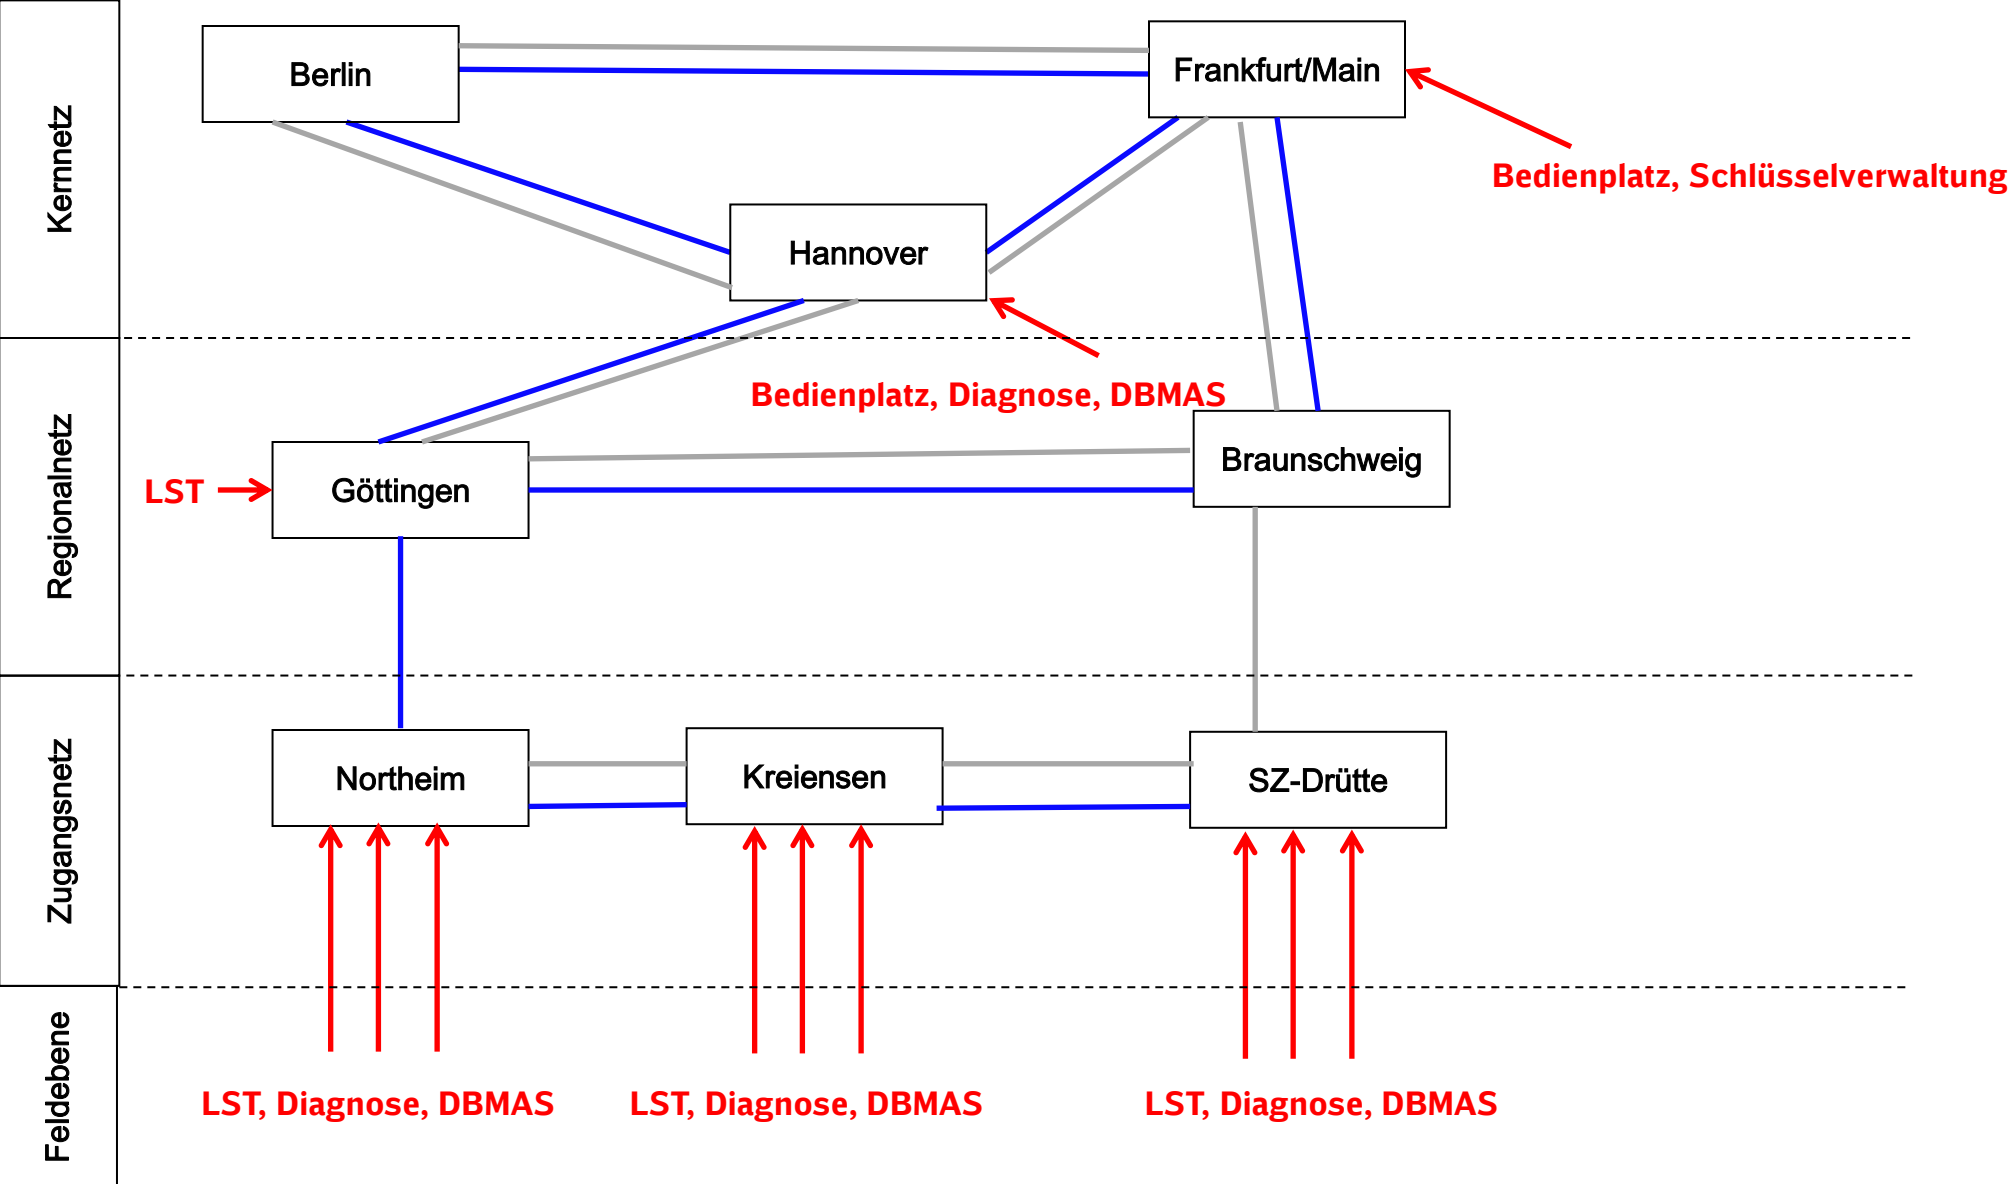 Kernnetz
Berlin
Frankfurt/Main
Bedienplatz, Schlüsselverwaltung
Hannover
Bedienplatz, Diagnose, DBMAS
Regionalnetz
LST
Göttingen
Braunschweig
Zugangsnetz
Northeim
Kreiensen
SZ-Drütte
Feldebene
LST, Diagnose, DBMAS
LST, Diagnose, DBMAS
LST, Diagnose, DBMAS